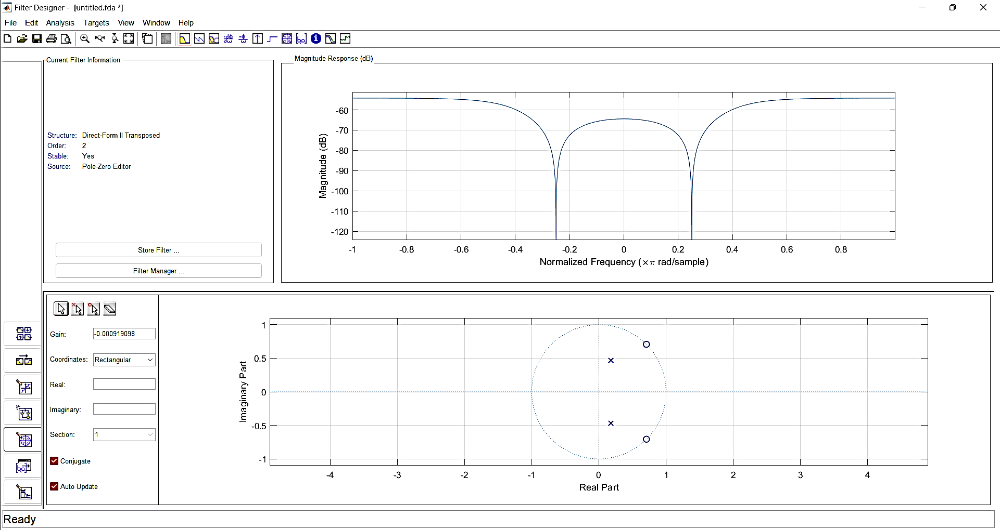 Filter Designer - [untitled.fda *]
File Edit Analysis Targets View Window Help
Current Filter Information
Structure: Direct-Form II Transposed
Order: 2
Stable: Yes
Source: Pole-Zero Editor
Store Filter ...
Filter Manager ...
Magnitude Response (dB)
Magnitude (dB)
-60
-70
-80
-90
-100
-110
-120
-1 -0.8 -0.6 -0.4 -0.2 0 0.2 0.4 0.6 0.8
Normalized Frequency (×π rad/sample)
Gain: -0.000919098
Coordinates: Rectangular
Real:
Imaginary:
Section: 1
Conjugate
Auto Update
Imaginary Part
1
0.5
0
-0.5
-1
-4 -3 -2 -1 0 1 2 3 4
Real Part
Ready